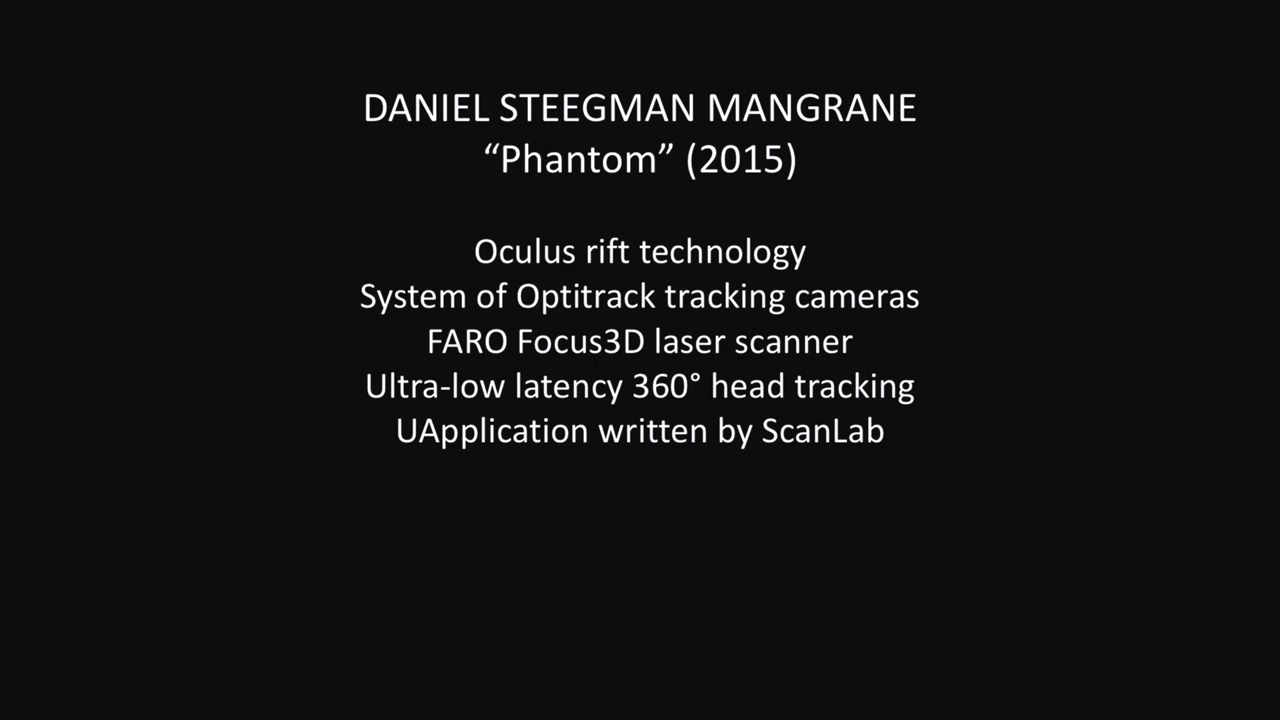 DANIEL STEEGMAN MANGRANE
“Phantom” (2015)
Oculus rift technology
System of Optitrack tracking cameras
FARO Focus3D laser scanner
Ultra-low latency 360° head tracking
UApplication written by ScanLab